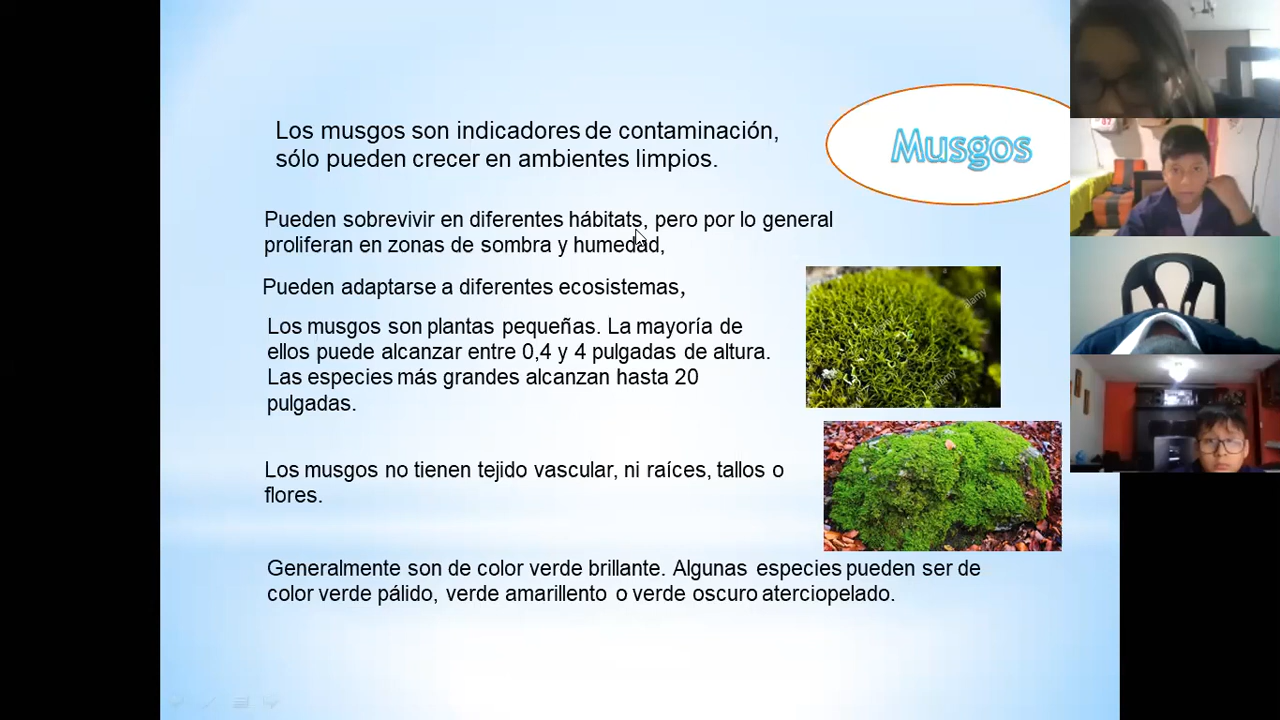 Musgos
Los musgos son indicadores de contaminación,
sólo pueden crecer en ambientes limpios.
Pueden sobrevivir en diferentes hábitats, pero por lo general
proliferan en zonas de sombra y humedad,
Pueden adaptarse a diferentes ecosistemas,
Los musgos son plantas pequeñas. La mayoría de
ellos puede alcanzar entre 0,4 y 4 pulgadas de altura.
Las especies más grandes alcanzan hasta 20
pulgadas.
Los musgos no tienen tejido vascular, ni raíces, tallos o
flores.
Generalmente son de color verde brillante. Algunas especies pueden ser de
color verde pálido, verde amarillento o verde oscuro aterciopelado.